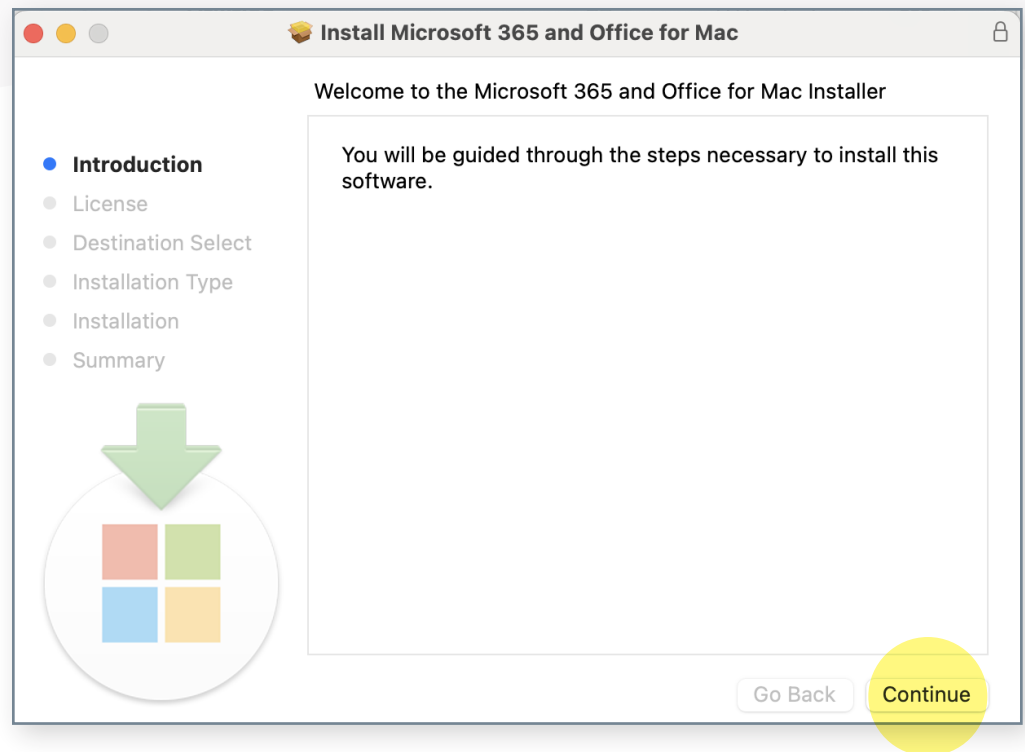 Install Microsoft 365 and Office for Mac
Welcome to the Microsoft 365 and Office for Mac Installer
Introduction
License
Destination Select
Installation Type
Installation
Summary
You will be guided through the steps necessary to install this
software.
Go Back
Continue